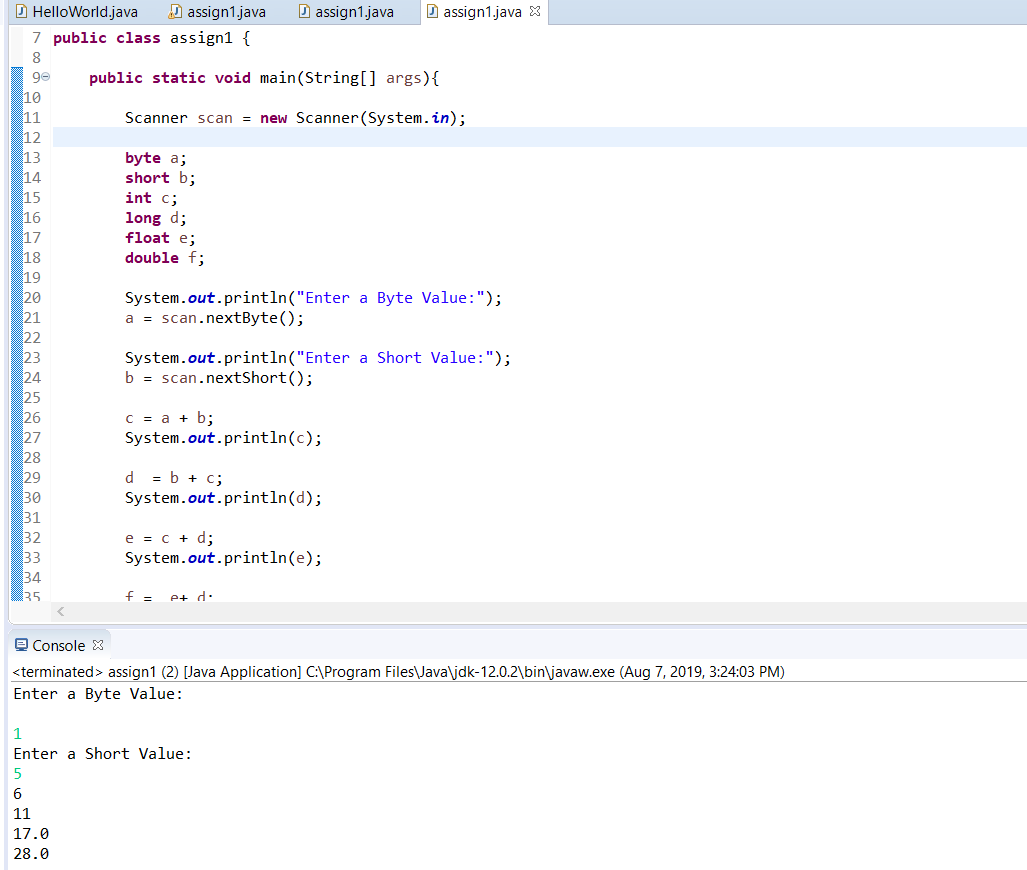 HelloWorld.java assign1.java assign1.java assign1.java
7 public class assign1 {
8
9 public static void main(String[] args){
10
11 Scanner scan = new Scanner(System.in);
12
13 byte a;
14 short b;
15 int c;
16 long d;
17 float e;
18 double f;
19
20 System.out.println("Enter a Byte Value:");
21 a = scan.nextByte();
22
23 System.out.println("Enter a Short Value:");
24 b = scan.nextShort();
25
26 c = a + b;
27 System.out.println(c);
28
29 d  = b + c;
30 System.out.println(d);
31
32 e = c + d;
33 System.out.println(e);
34
35 f =  e+ d;
Console
<terminated> assign1 (2) [Java Application] C:\Program Files\Java\jdk-12.0.2\bin\javaw.exe (Aug 7, 2019, 3:24:03 PM)
Enter a Byte Value:
1
Enter a Short Value:
5
6
11
17.0
28.0